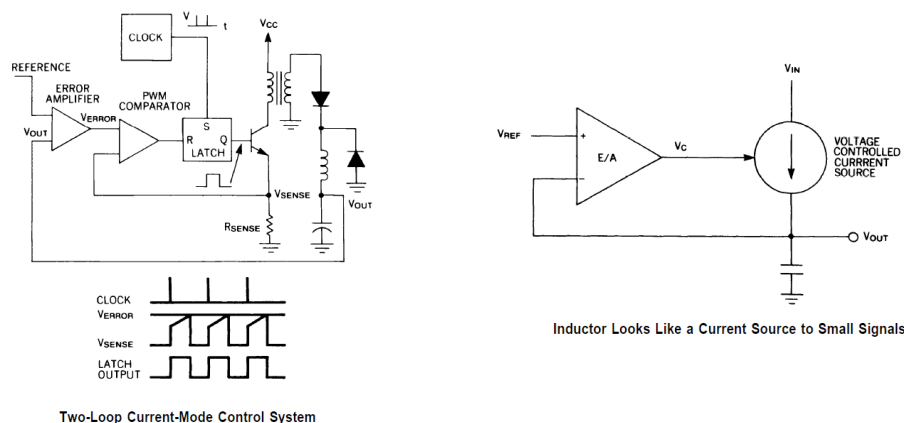 V
t
CLOCK
VCC
REFERENCE
ERROR
AMPLIFIER
VERROR
PWM
COMPARATOR
VOUT
S
R Q
LATCH
VSENSE
VOUT
RSENSE
CLOCK
VERROR
VSENSE
LATCH
OUTPUT
Two-Loop Current-Mode Control System
VIN
VREF
+
E/A
VC
VOLTAGE
CONTROLLED
CURRRENT
SOURCE
−
VOUT
Inductor Looks Like a Current Source to Small Signals